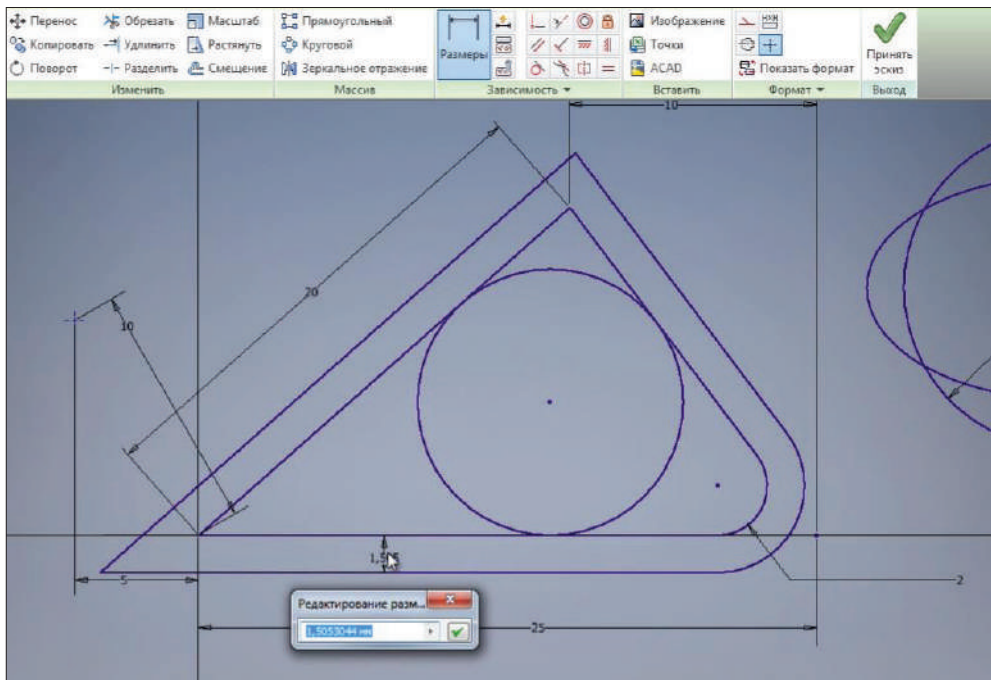 Перенос Обрезать Масштаб Прямоугольный Изображение
Копировать Удлинить Растянуть Круговой Размеры Точки Принять эскиз
Поворот Разделить Смещение Зеркальное отражение ACAD Показать формат
Изменить Массив Зависимость Вставить Формат Выход
10
20
10
1,505
5
2
Редактирование разм...
1,5053044 мм
25